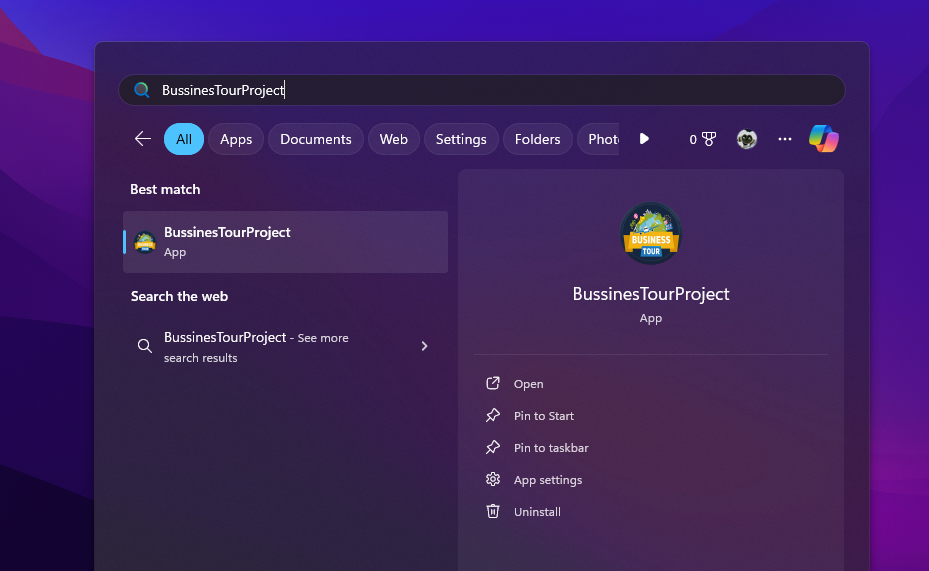 BussinesTourProject
All
Apps
Documents
Web
Settings
Folders
Phot
0
Best match
BussinesTourProject
App
Search the web
BussinesTourProject - See more
search results
BUSINESS
TOUR
BussinesTourProject
App
Open
Pin to Start
Pin to taskbar
App settings
Uninstall